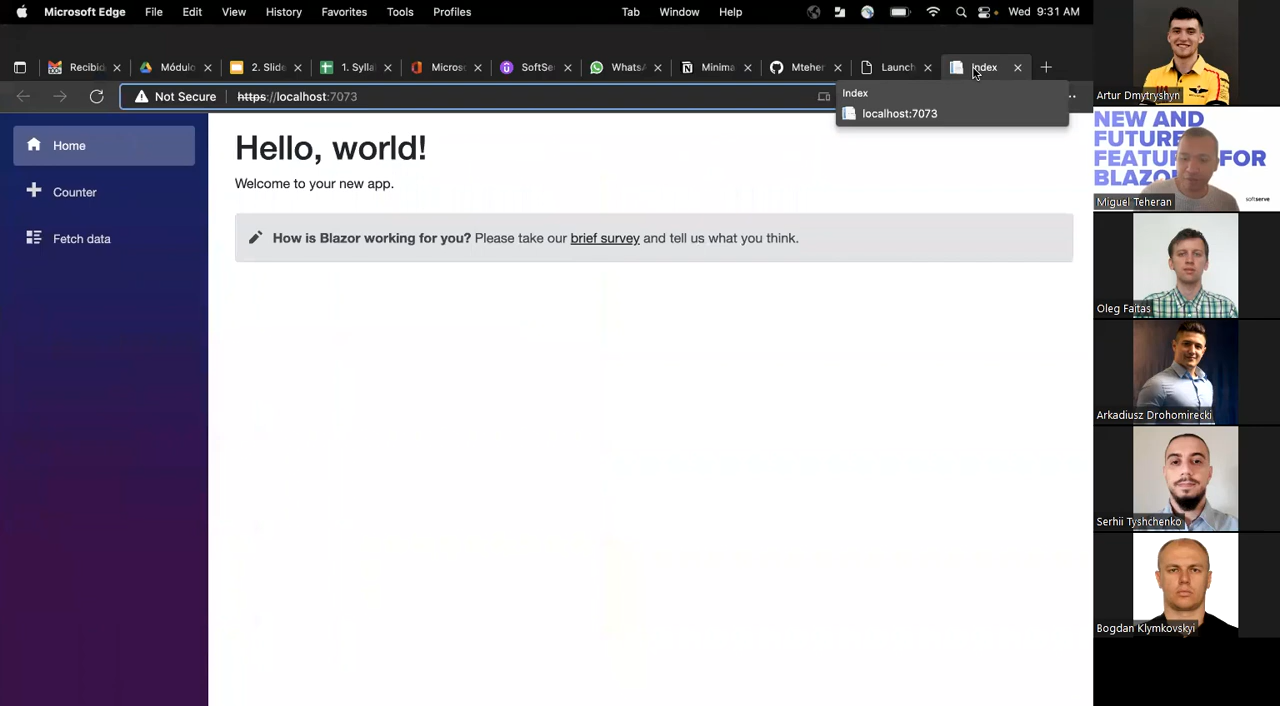 Microsoft Edge File Edit View History Favorites Tools Profiles Tab Window Help Wed 9:31 AM
Recibid Módulo 2. Slide 1. Sylla Micros SoftSe WhatsA Minima Mteher Launch Index
Not Secure https://localhost:7073
Index
localhost:7073
Home
Counter
Fetch data
Hello, world!
Welcome to your new app.
How is Blazor working for you? Please take our brief survey and tell us what you think.
Artur Dmytryshyn
NEW AND
FUTURE
FEATU FOR
BLAZO
softserve
Miguel Teheran
Oleg Faitas
Arkadiusz Drohomirecki
Serhii Tyshchenko
Bogdan Klymkovskyi